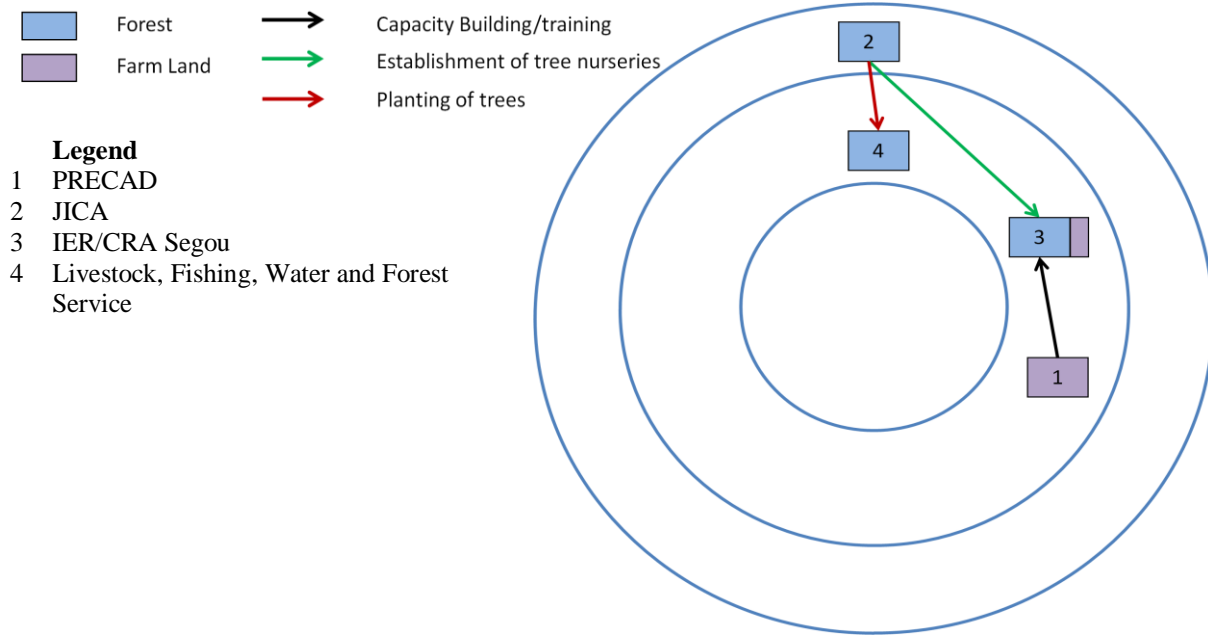 Forest
Farm Land
Capacity Building/training
Establishment of tree nurseries
Planting of trees
Legend
1 PRECAD
2 JICA
3 IER/CRA Segou
4 Livestock, Fishing, Water and Forest
Service
2
4
3
1